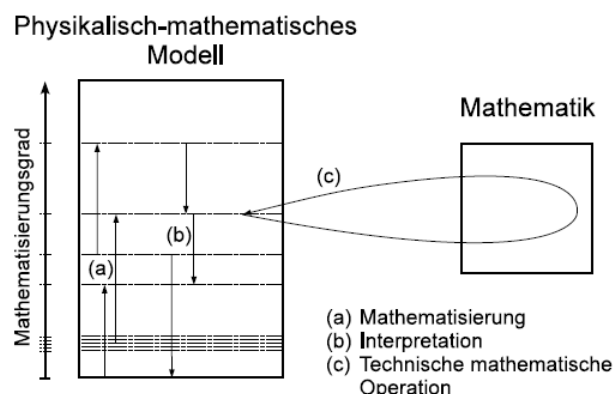 Physikalisch-mathematisches
Modell
Mathematik
Mathematisierungsgrad
(c)
(b)
(a)
(a) Mathematisierung
(b) Interpretation
(c) Technische mathematische
Operation